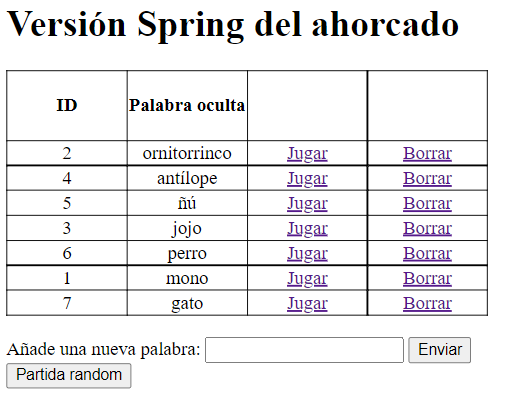 Versión Spring del ahorcado
ID Palabra oculta
2 ornitorrinco Jugar Borrar
4 antílope Jugar Borrar
5 ñú Jugar Borrar
3 jojo Jugar Borrar
6 perro Jugar Borrar
1 mono Jugar Borrar
7 gato Jugar Borrar
Añade una nueva palabra: Enviar
Partida random